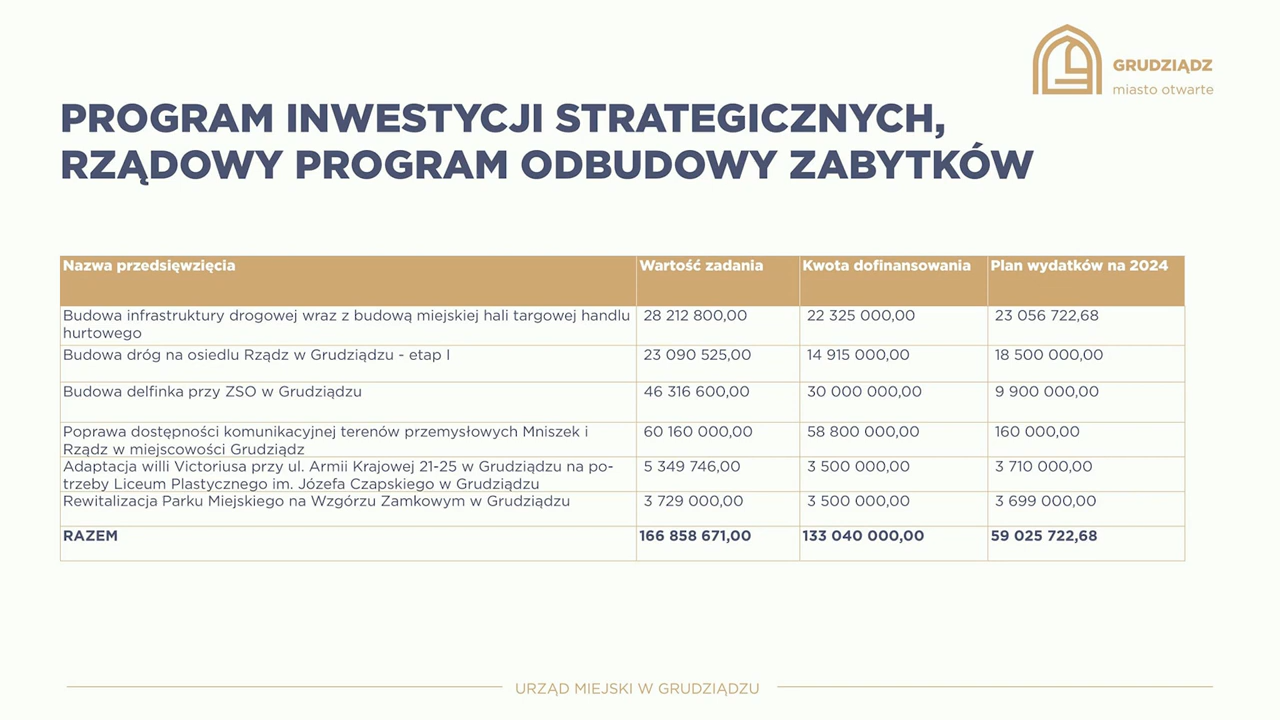 GRUDZIĄDZ
miasto otwarte
PROGRAM INWESTYCJI STRATEGICZNYCH,
RZĄDOWY PROGRAM ODBUDOWY ZABYTKÓW
Nazwa przedsięwzięcia Wartość zadania Kwota dofinansowania Plan wydatków na 2024
Budowa infrastruktury drogowej wraz z budową miejskiej hali targowej handlu
hurtowego
28 212 800,00 22 325 000,00 23 056 722,68
Budowa dróg na osiedlu Rządz w Grudziądzu - etap I 23 090 525,00 14 915 000,00 18 500 000,00
Budowa delfinka przy ZSO w Grudziądzu 46 316 600,00 30 000 000,00 9 900 000,00
Poprawa dostępności komunikacyjnej terenów przemysłowych Mniszek i
Rządz w miejscowości Grudziądz
60 160 000,00 58 800 000,00 160 000,00
Adaptacja willi Victoriusa przy ul. Armii Krajowej 21-25 w Grudziądzu na po-
trzeby Liceum Plastycznego im. Józefa Czapskiego w Grudziądzu
5 349 746,00 3 500 000,00 3 710 000,00
Rewitalizacja Parku Miejskiego na Wzgórzu Zamkowym w Grudziądzu 3 729 000,00 3 500 000,00 3 699 000,00
RAZEM 166 858 671,00 133 040 000,00 59 025 722,68
URZĄD MIEJSKI W GRUDZIĄDZU